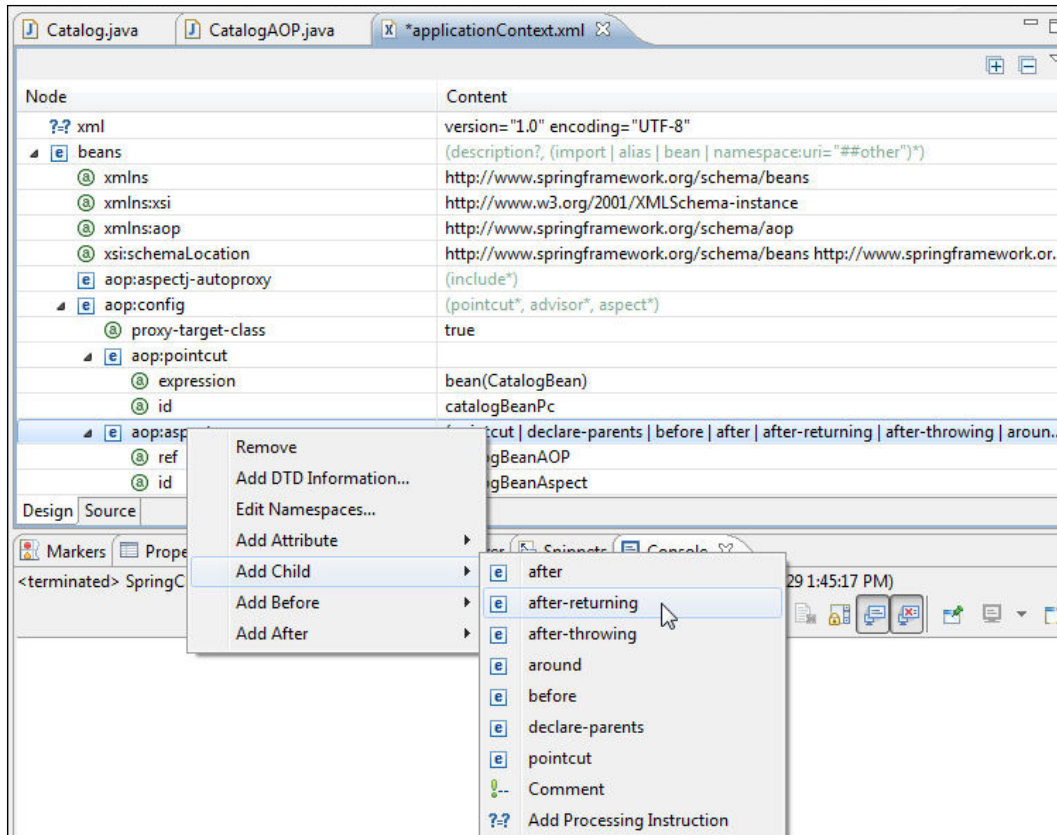 Catalog.java CatalogAOP.java *applicationContext.xml
Node Content
?=? xml version="1.0" encoding="UTF-8"
e beans (description?, (import | alias | bean | namespace:uri="##other")*)
a xmlns http://www.springframework.org/schema/beans
a xmlns:xsi http://www.w3.org/2001/XMLSchema-instance
a xmlns:aop http://www.springframework.org/schema/aop
a xsi:schemaLocation http://www.springframework.org/schema/beans http://www.springframework.or...
e aop:aspectj-autoproxy (include*)
e aop:config (pointcut*, advisor*, aspect*)
a proxy-target-class true
e aop:pointcut
a expression bean(CatalogBean)
a id catalogBeanPc
e aop:asp cut | declare-parents | before | after | after-returning | after-throwing | aroun...
a ref gBeanAOP
a id gBeanAspect
Design Source
Remove
Add DTD Information...
Edit Namespaces...
Add Attribute
Add Child
Add Before
Add After
Markers Prope er Snippets Console
<terminated> SpringC 29 1:45:17 PM)
e after
e after-returning
e after-throwing
e around
e before
e declare-parents
e pointcut
!-- Comment
?=? Add Processing Instruction